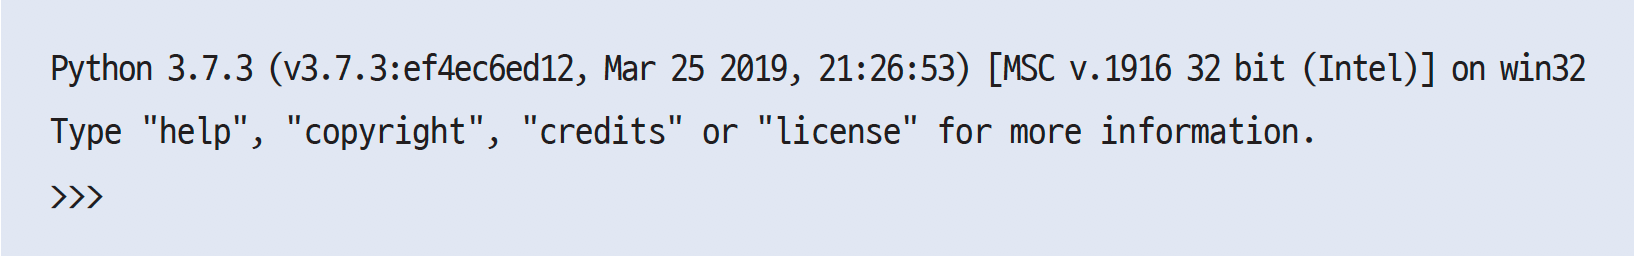 Python 3.7.3 (v3.7.3:ef4ec6ed12, Mar 25 2019, 21:26:53) [MSC v.1916 32 bit (Intel)] on win32
Type "help", "copyright", "credits" or "license" for more information.
>>>